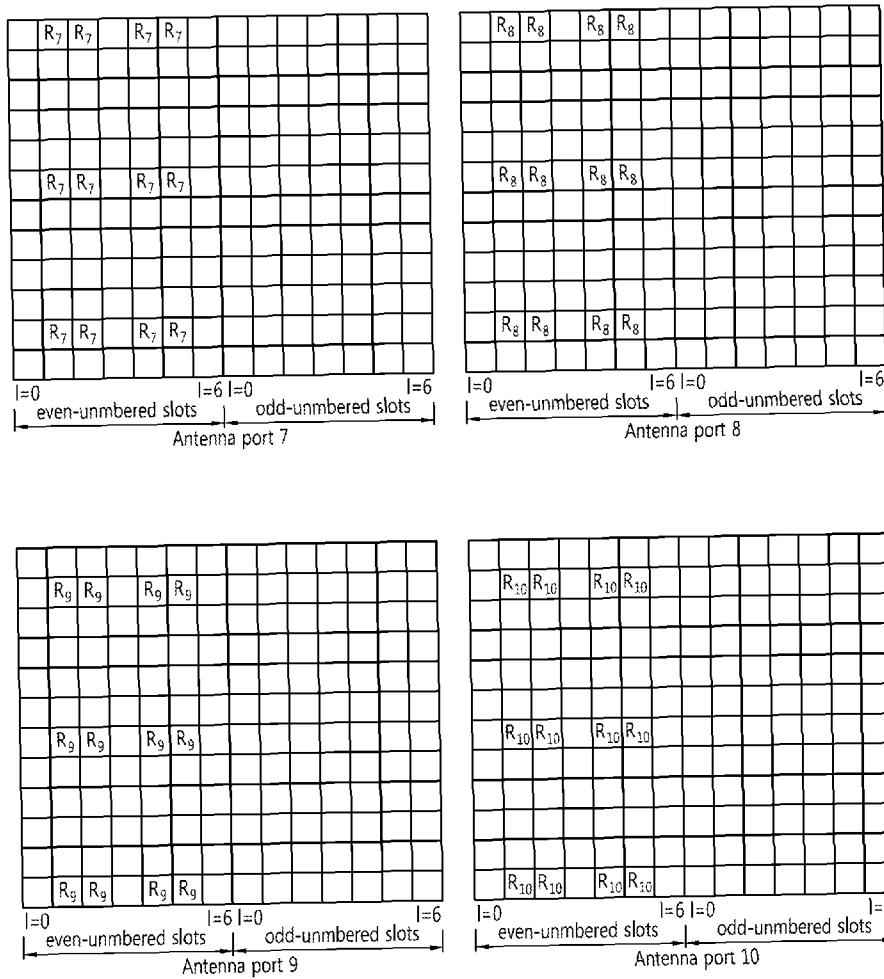 R7 R7 R7 R7
R7 R7 R7 R7
R7 R7 R7 R7
l=0 l=6 l=0 l=6
even-unmbered slots odd-unmbered slots
Antenna port 7
R8 R8 R8 R8
R8 R8 R8 R8
R8 R8 R8 R8
l=0 l=6 l=0 l=6
even-unmbered slots odd-unmbered slots
Antenna port 8
R9 R9 R9 R9
R9 R9 R9 R9
R9 R9 R9 R9
l=0 l=6 l=0 l=6
even-unmbered slots odd-unmbered slots
Antenna port 9
R10 R10 R10 R10
R10 R10 R10 R10
R10 R10 R10 R10
l=0 l=6 l=0 l=
even-unmbered slots odd-unmbered slots
Antenna port 10